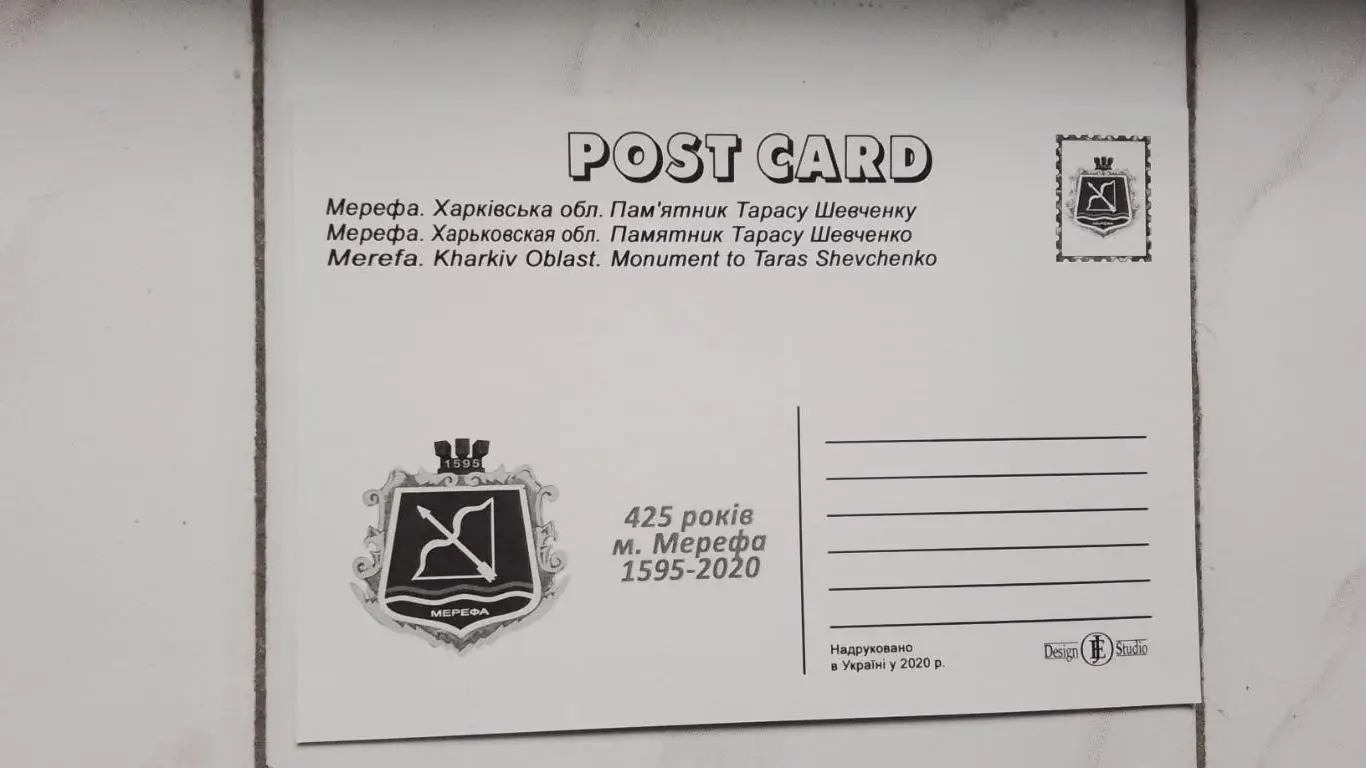 POST CARD
Мерефа. Харківська обл. Пам'ятник Тарасу Шевченку
Мерефа. Харьковская обл. Памятник Тарасу Шевченко
Merefa. Kharkiv Oblast. Monument to Taras Shevchenko
1595
МЕРЕФА
425 років
м. Мерефа
1595-2020
Надруковано
в Україні у 2020 р.
Design JE Studio